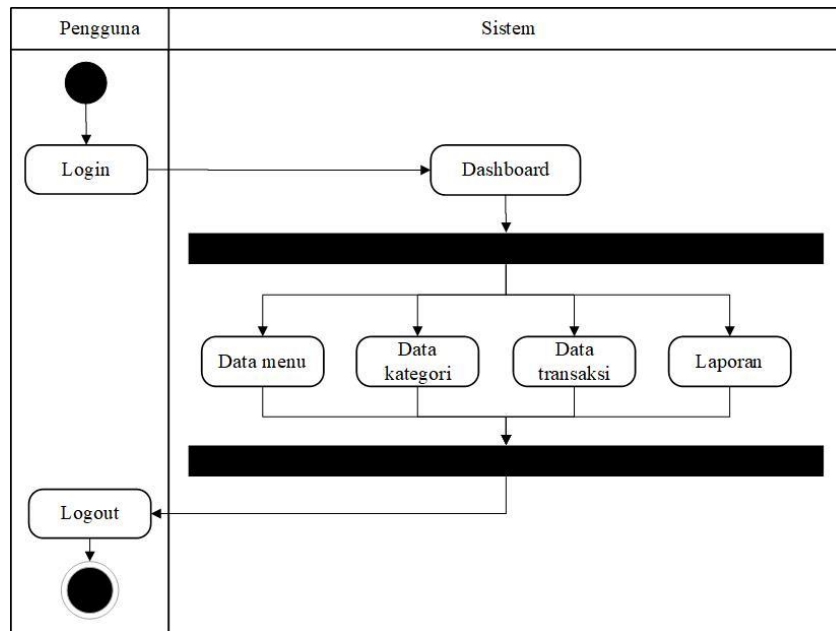 Pengguna
Sistem
Login
Dashboard
Data menu
Data
kategori
Data
transaksi
Laporan
Logout